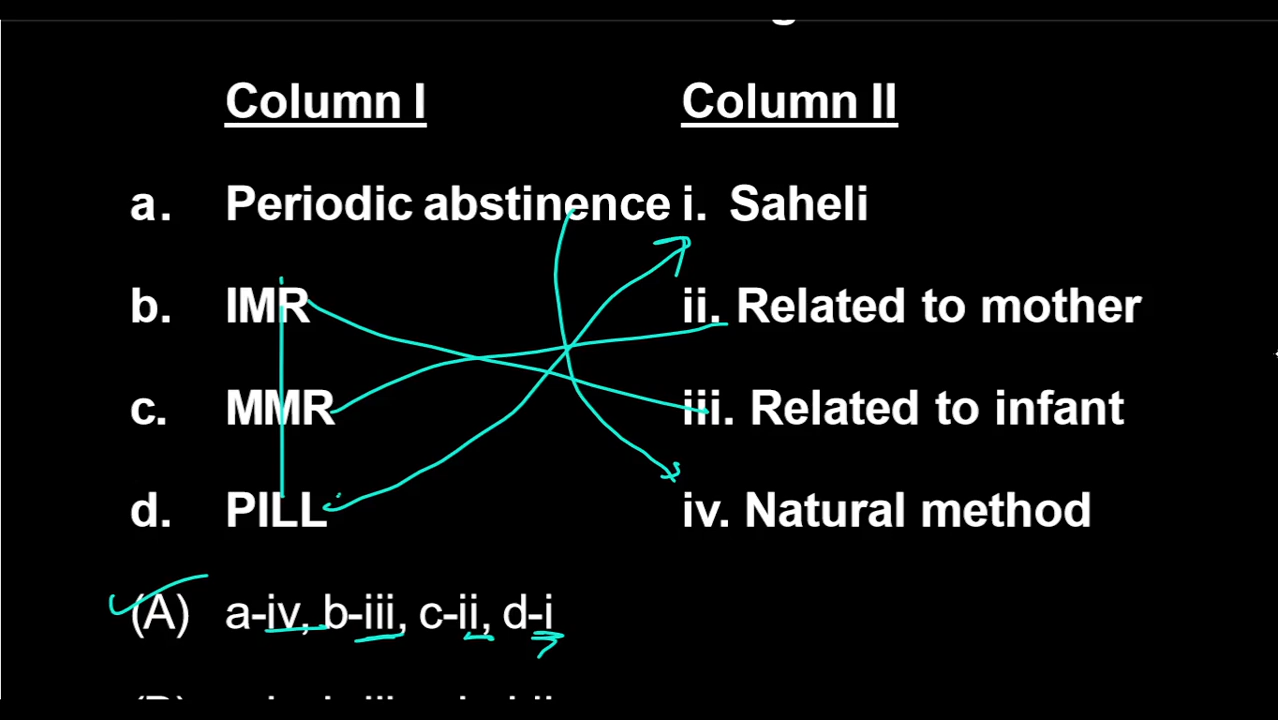 Column I Column II
a. Periodic abstinence i. Saheli
b. IMR ii. Related to mother
c. MMR iii. Related to infant
d. PILL iv. Natural method
(A) a-iv, b-iii, c-ii, d-i